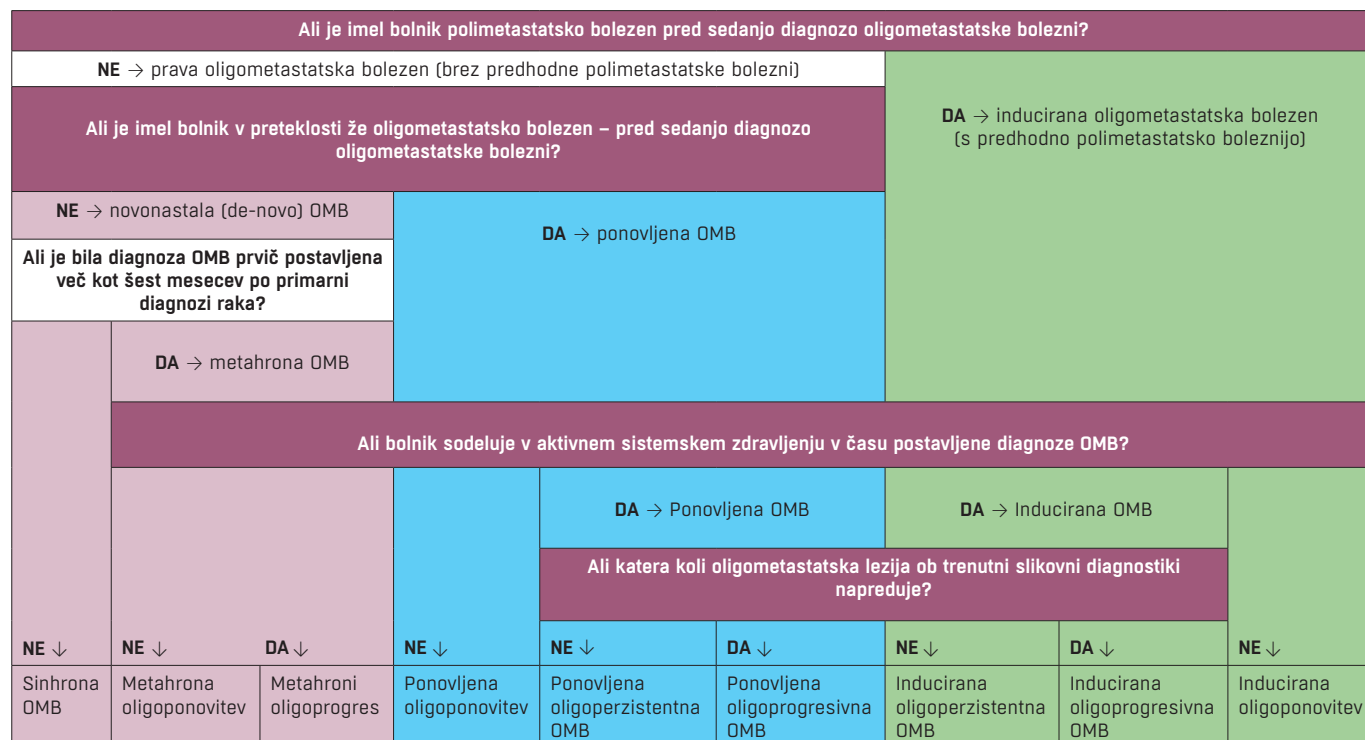 Ali je imel bolnik polimetastatsko bolezen pred sedanjo diagnozo oligometastatske bolezni?
NE → prava oligometastatska bolezen (brez predhodne polimetastatske bolezni)
DA → inducirana oligometastatska bolezen
(s predhodno polimetastatsko boleznijo)
Ali je imel bolnik v preteklosti že oligometastatsko bolezen – pred sedanjo diagnozo
oligometastatske bolezni?
NE → novonastala (de-novo) OMB
DA → ponovljena OMB
Ali je bila diagnoza OMB prvič postavljena
več kot šest mesecev po primarni
diagnozi raka?
DA → metahrona OMB
Ali bolnik sodeluje v aktivnem sistemskem zdravljenju v času postavljene diagnoze OMB?
DA → Ponovljena OMB
DA → Inducirana OMB
Ali katera koli oligometastatska lezija ob trenutni slikovni diagnostiki
napreduje?
NE ↓
NE ↓
DA ↓
NE ↓
NE ↓
DA ↓
NE ↓
DA ↓
NE ↓
Sinhrona
OMB
Metahrona
oligoponovitev
Metahroni
oligoprogres
Ponovljena
oligoponovitev
Ponovljena
oligoperzistentna
OMB
Ponovljena
oligoprogresivna
OMB
Inducirana
oligoperzistentna
OMB
Inducirana
oligoprogresivna
OMB
Inducirana
oligoponovitev